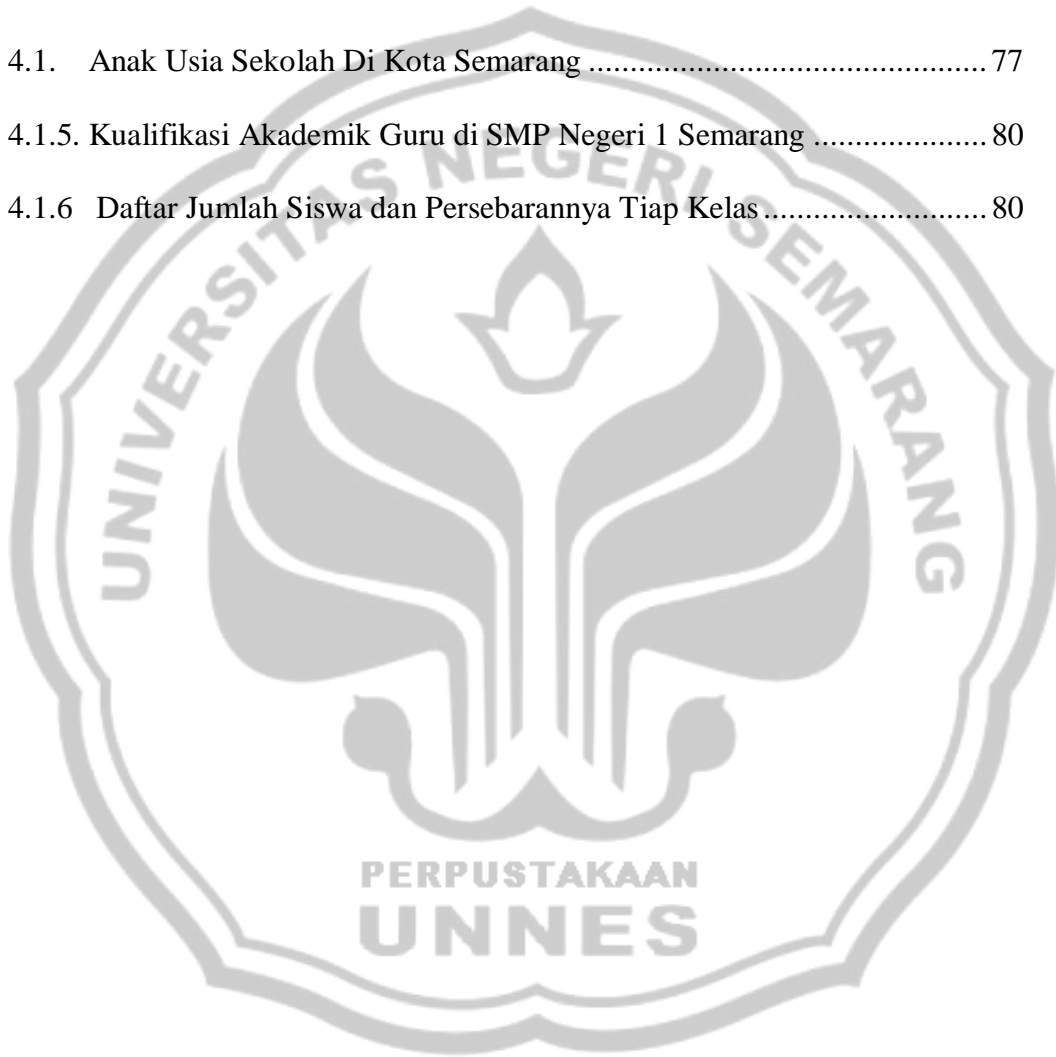 4.1. Anak Usia Sekolah Di Kota Semarang ................................................ 77
4.1.5. Kualifikasi Akademik Guru di SMP Negeri 1 Semarang ..................... 80
4.1.6 Daftar Jumlah Siswa dan Persebarannya Tiap Kelas ........................... 80
UNIVERSITAS NEGERI SEMARANG
PERPUSTAKAAN
UNNES